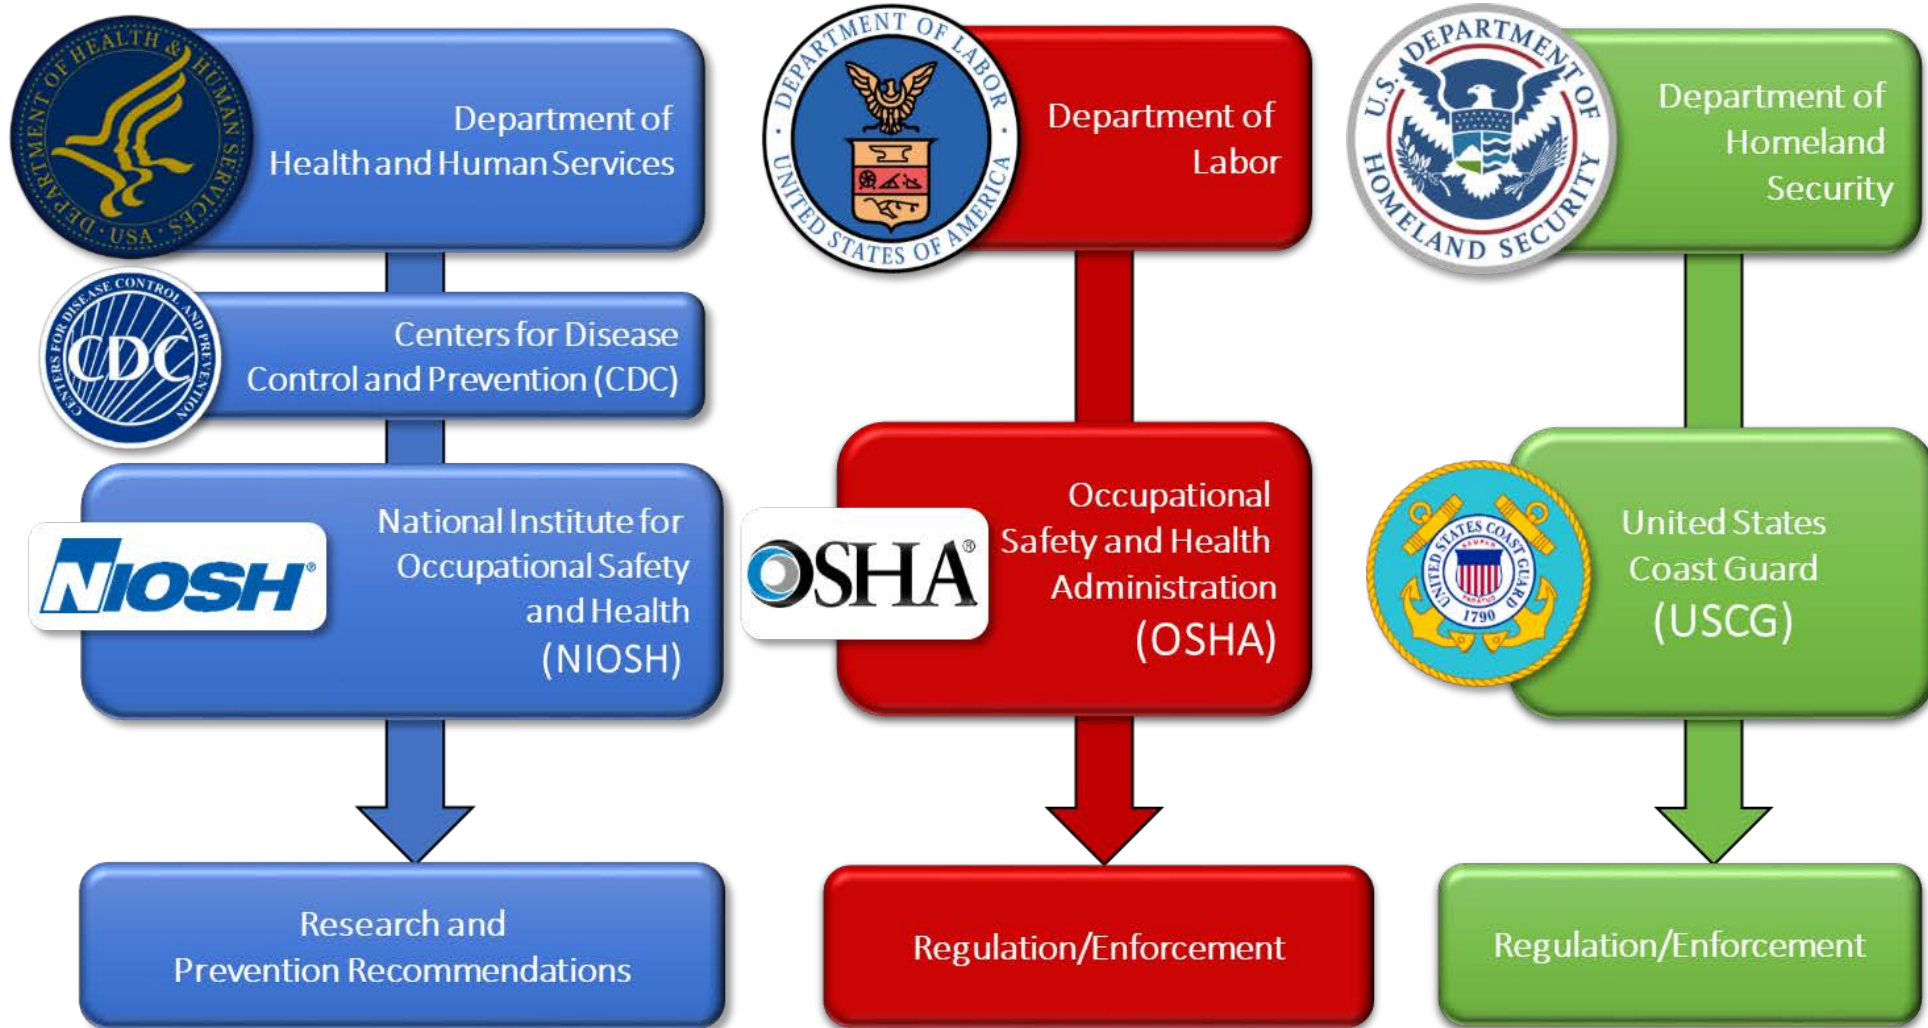 DEPARTMENT OF HEALTH & HUMAN SERVICES · USA ·
Department of
Health and Human Services
CENTERS FOR DISEASE CONTROL AND PREVENTION
CDC
Centers for Disease
Control and Prevention (CDC)
NIOSH®
National Institute for
Occupational Safety
and Health
(NIOSH)
Research and
Prevention Recommendations
· DEPARTMENT OF LABOR ·
UNITED STATES OF AMERICA
Department of
Labor
OSHA®
Occupational
Safety and Health
Administration
(OSHA)
Regulation/Enforcement
U.S. DEPARTMENT OF
HOMELAND SECURITY
Department of
Homeland
Security
UNITED STATES COAST GUARD
SEMPER
PARATUS
1790
United States
Coast Guard
(USCG)
Regulation/Enforcement